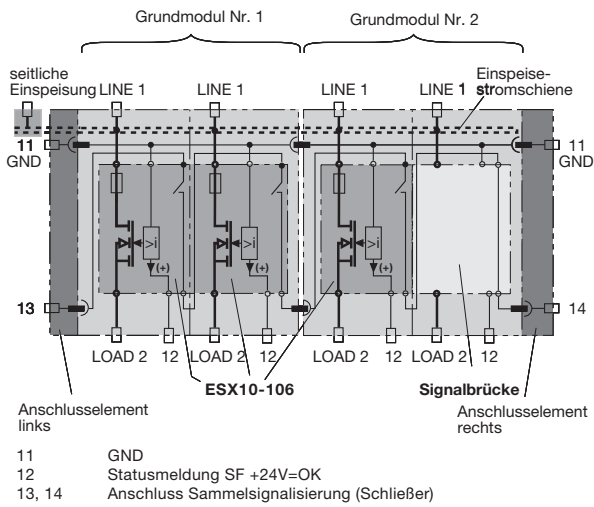 Grundmodul Nr. 1
Grundmodul Nr. 2
seitliche
Einspeisung
LINE 1
LINE 1
LINE 1
LINE 1
Einspeise-
stromschiene
11
GND
11
GND
>i
>i
>i
(+)
(+)
(+)
13
14
LOAD 2
12
LOAD 2
12
LOAD 2
12
LOAD 2
12
ESX10-106
Signalbrücke
Anschlusselement
links
Anschlusselement
rechts
11 GND
12 Statusmeldung SF +24V=OK
13, 14 Anschluss Sammelsignalisierung (Schließer)